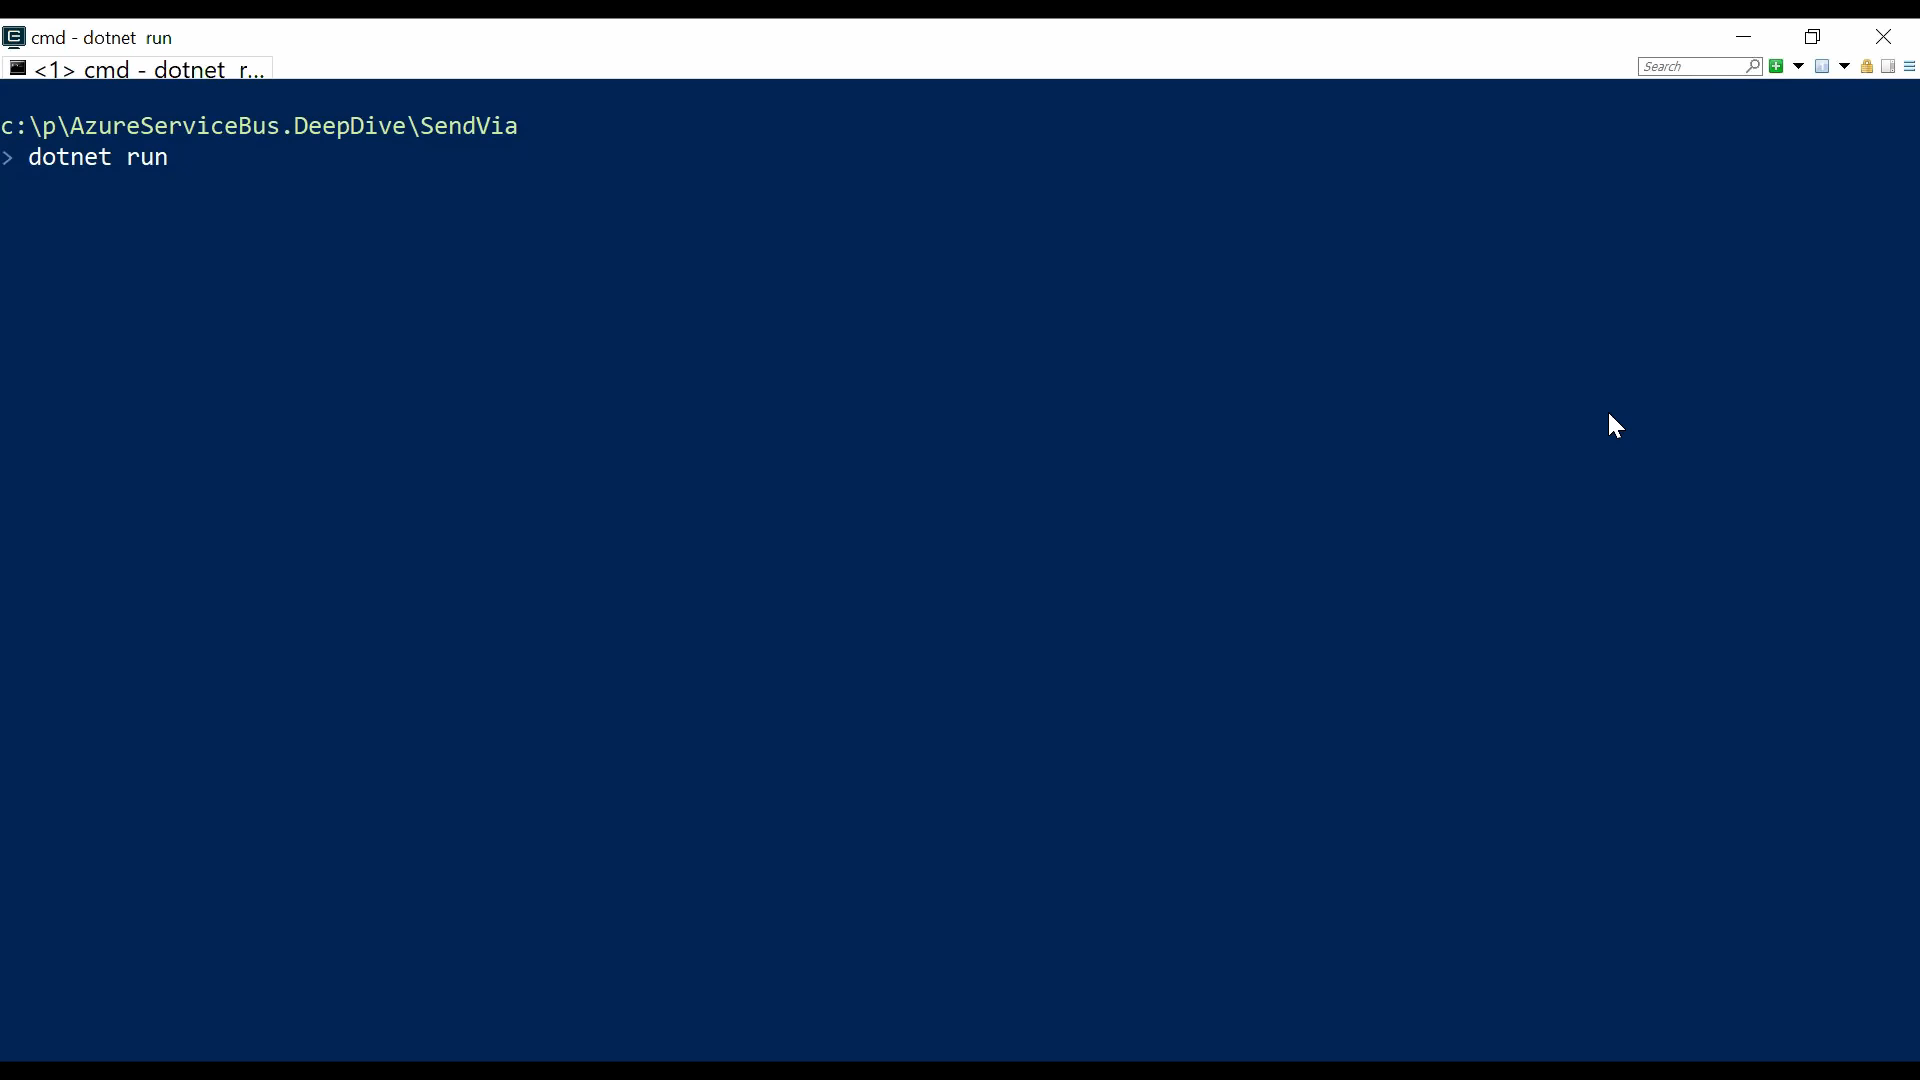 cmd - dotnet run
<1> cmd - dotnet r...
Search
c:\p\AzureServiceBus.DeepDive\SendVia
> dotnet run